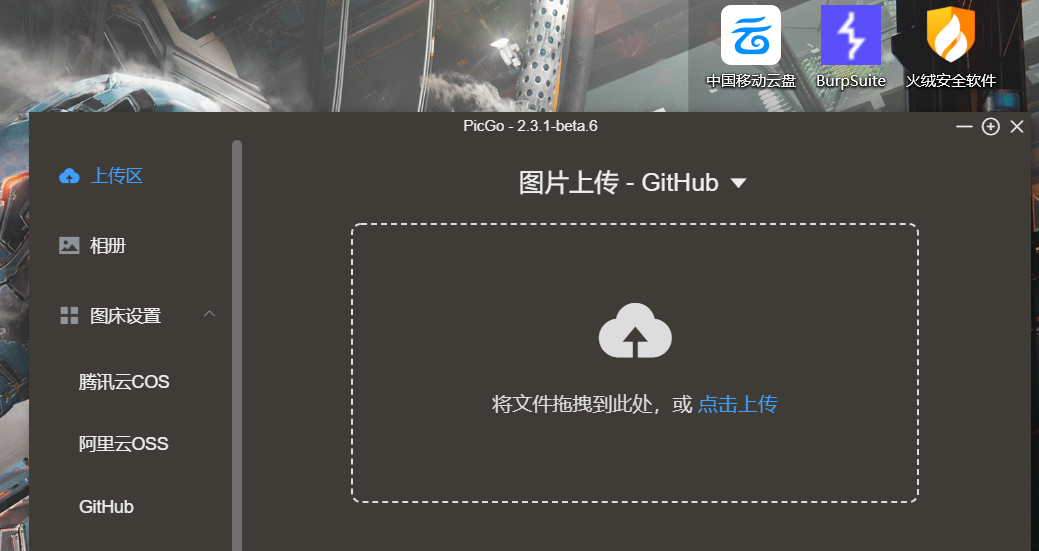 中国移动云盘
BurpSuite
火绒安全软件
PicGo - 2.3.1-beta.6
上传区
图片上传 - GitHub
相册
图床设置
腾讯云COS
将文件拖拽到此处，或 点击上传
阿里云OSS
GitHub